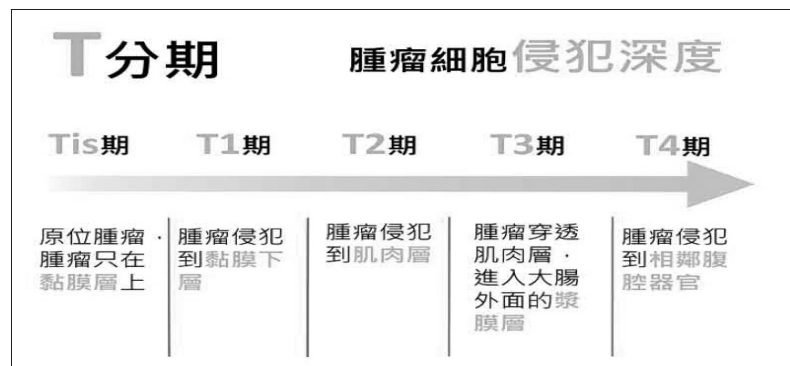 T分期 腫瘤細胞侵犯深度
Tis期 T1期 T2期 T3期 T4期
原位腫瘤，
腫瘤只在
黏膜層上
腫瘤侵犯
到黏膜下
層
腫瘤侵犯
到肌肉層
腫瘤穿透
肌肉層，
進入大腸
外面的漿
膜層
腫瘤侵犯
到相鄰腹
腔器官